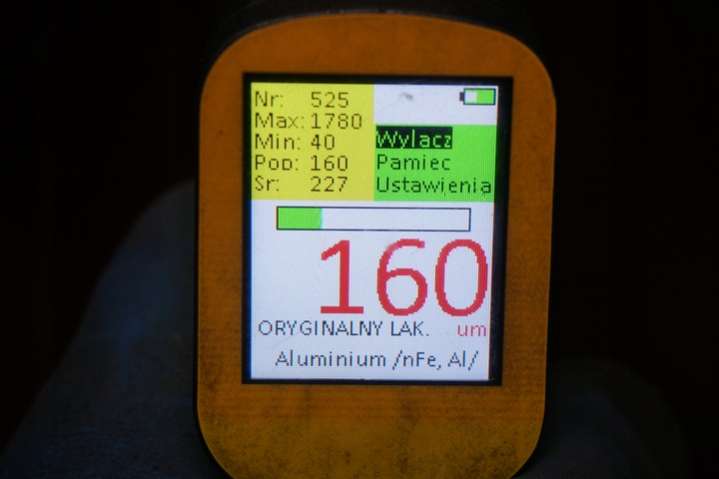 Nr: 525
Max: 1780
Min: 40
Pop: 160
Sr: 227
Wylacz
Pamiec
Ustawienia
160
um
ORYGINALNY LAK.
Aluminium /nFe, Al/